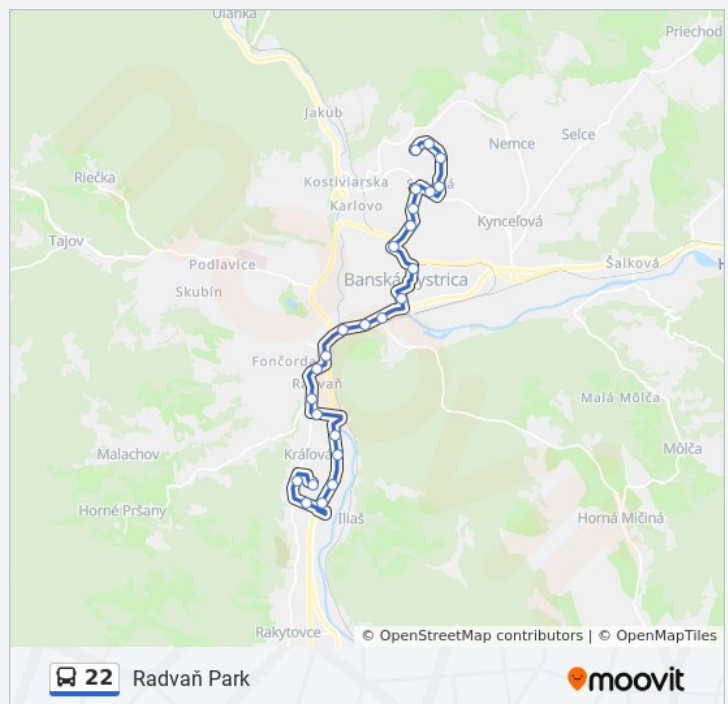 Uľanka
Priechod
Jakub
Selce
Nemce
Riečka
Kostiviarska
Karlovo
Kynceľová
Tajov
Podlavice
Šalková
Skubín
Banská Bystrica
Fončorda
Radvaň
Malá Môlča
Malachov
Kráľová
Môlča
Horné Pršany
Iliaš
Horná Mičiná
Rakytovce
© OpenStreetMap contributors | © OpenMapTiles
22 Radvaň Park
moovit